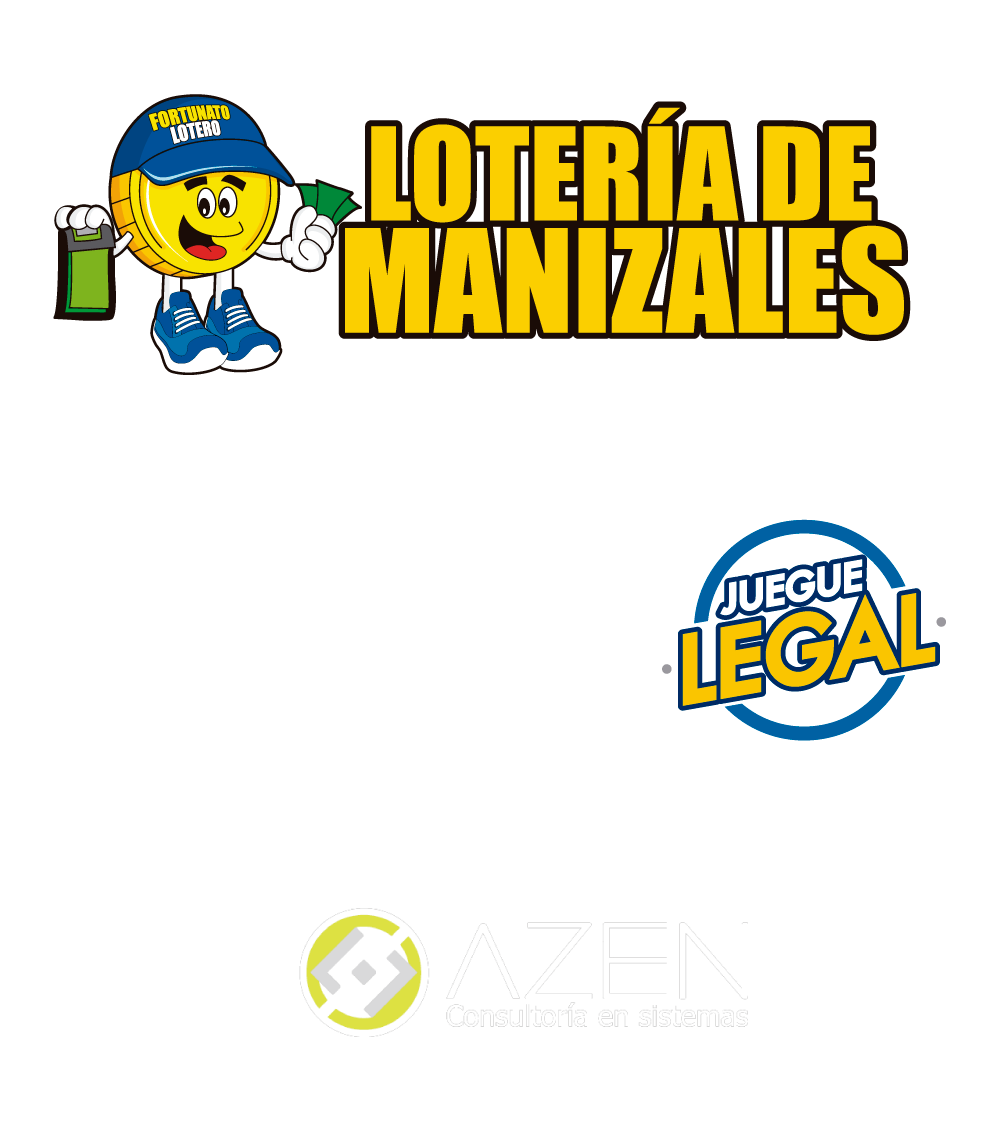 FORTUNATO
LOTERO
LOTERÍA DE
MANIZALES
JUEGUE
LEGAL
AZEN
Consultoría en sistemas